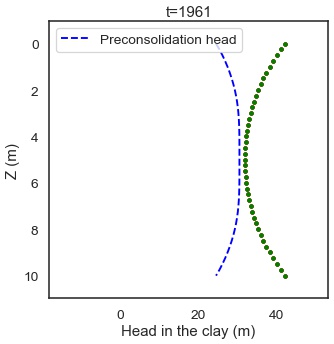 t=1961
Preconsolidation head
0
2
4
6
8
10
Z (m)
0
20
40
Head in the clay (m)